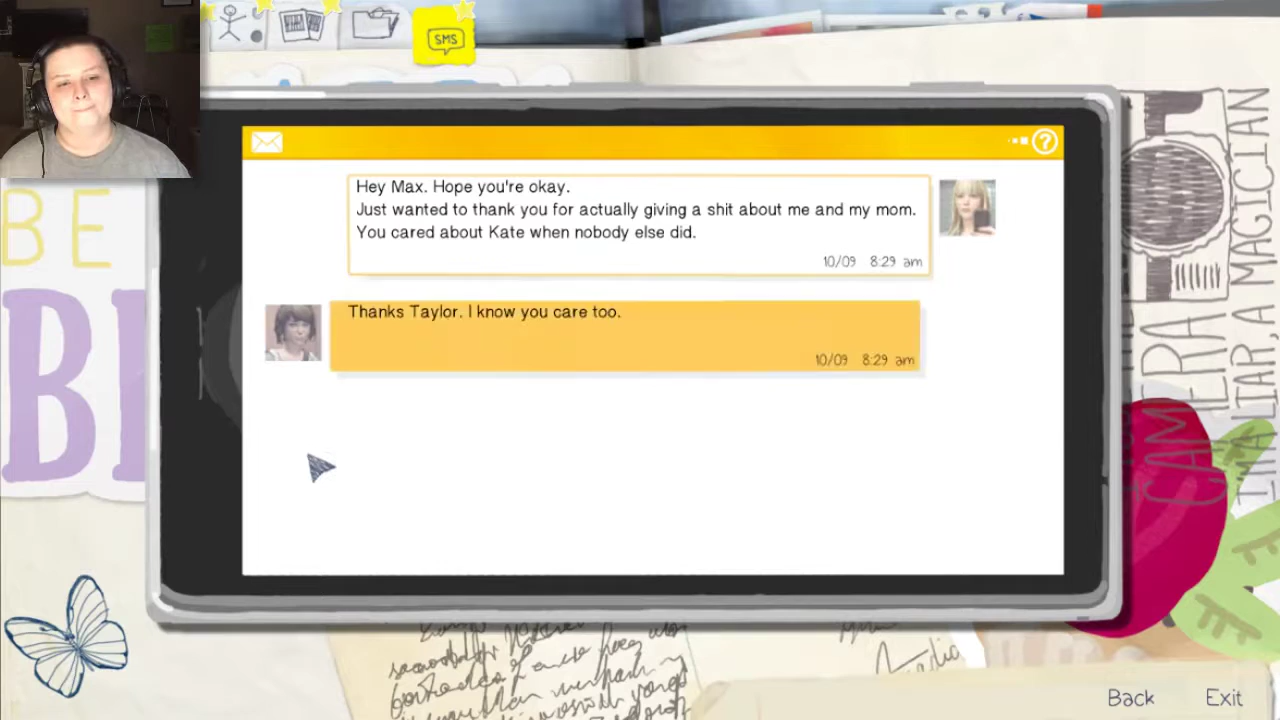 SMS
?
Hey Max. Hope you're okay.
Just wanted to thank you for actually giving a shit about me and my mom.
You cared about Kate when nobody else did.
10/09 8:29 am
Thanks Taylor. I know you care too.
10/09 8:29 am
BE
CAMERA
LIAR, A MAGICIAN
Back
Exit